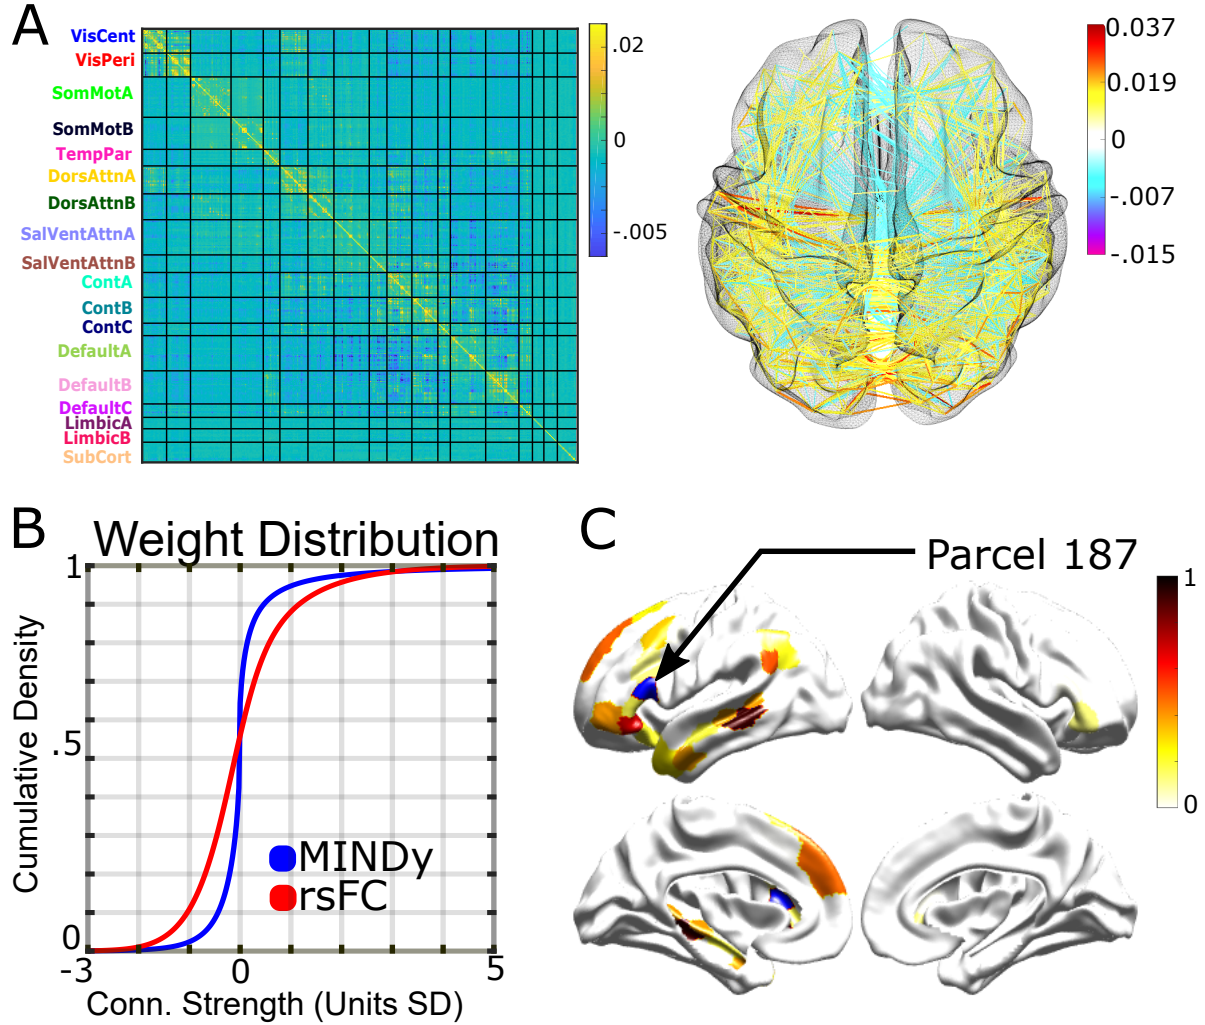 A
VisCent
VisPeri
SomMotA
SomMotB
TempPar
DorsAttnA
DorsAttnB
SalVentAttnA
SalVentAttnB
ContA
ContB
ContC
DefaultA
DefaultB
DefaultC
LimbicA
LimbicB
SubCort
.02
0
-.005
0.037
0.019
0
-.007
-.015
B
Weight Distribution
1
.5
0
Cumulative Density
MINDy
rsFC
-3
0
5
Conn. Strength (Units SD)
C
Parcel 187
1
0